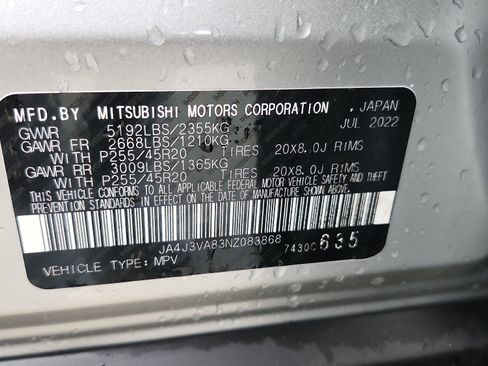 MFD.BY MITSUBISHI MOTORS CORPORATION . JAPAN
GVWR 5192LBS/2355KG JUL 2022
GAWR FR 2668LBS/1210KG
WITH P255/45R20 TIRES 20X8.0J RIMS
GAWR RR 3009LBS/1365KG
WITH P255/45R20 TIRES 20X8.0J RIMS
THIS VEHICLE CONFORMS TO ALL APPLICABLE FEDERAL MOTOR VEHICLE
SAFETY STANDARDS IN EFFECT ON THE DATE OF MANUFACTURE SHOWN ABOVE.
JA4J3VA83NZ083868 7430C 635
VEHICLE TYPE: MPV